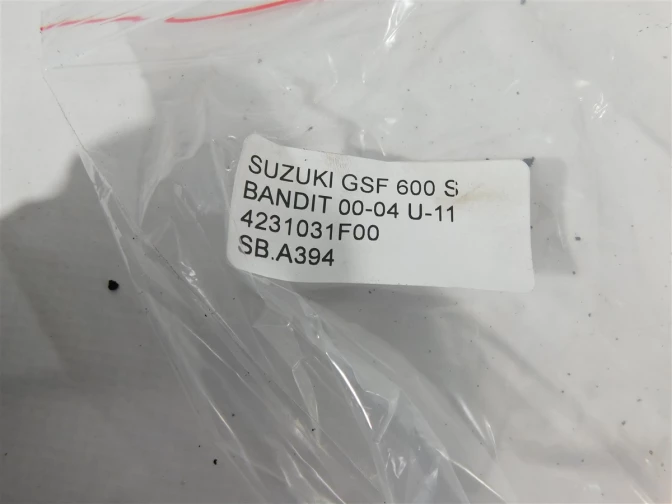 SUZUKI GSF 600 S
BANDIT 00-04 U-11
4231031F00
SB.A394